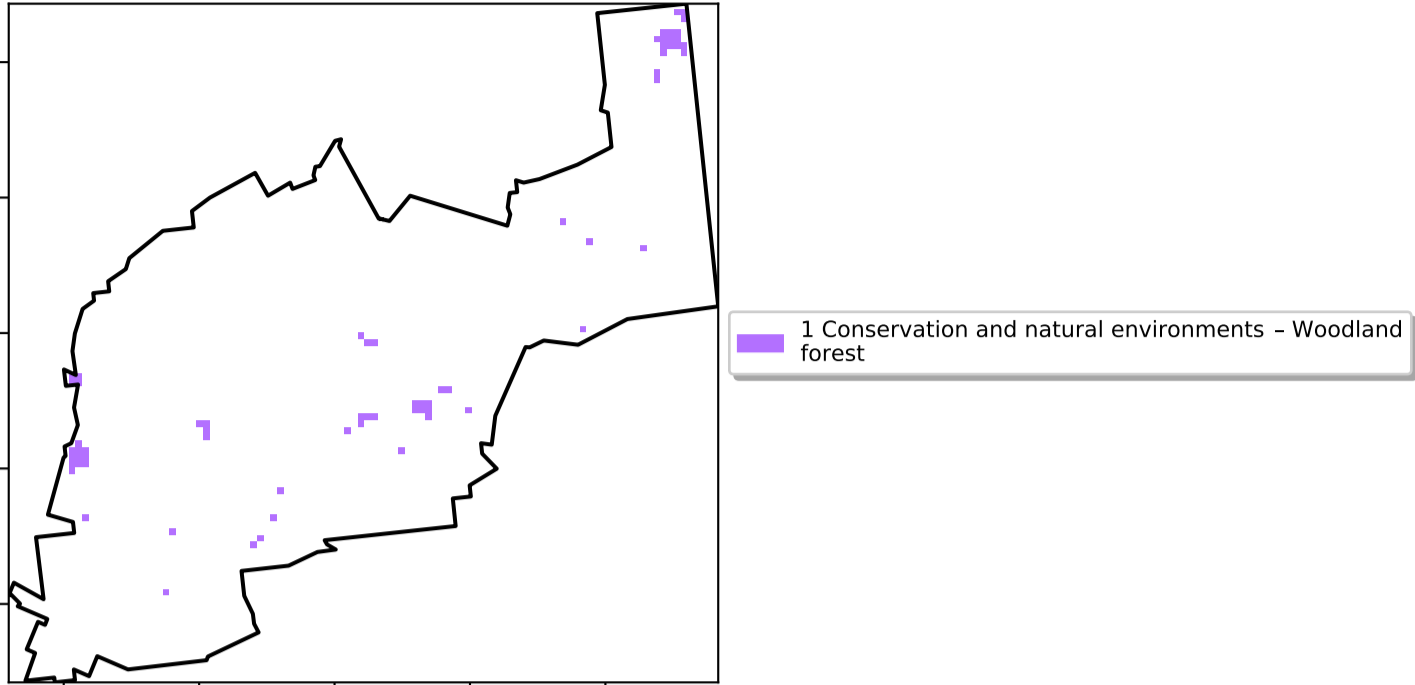 1 Conservation and natural environments – Woodland
forest